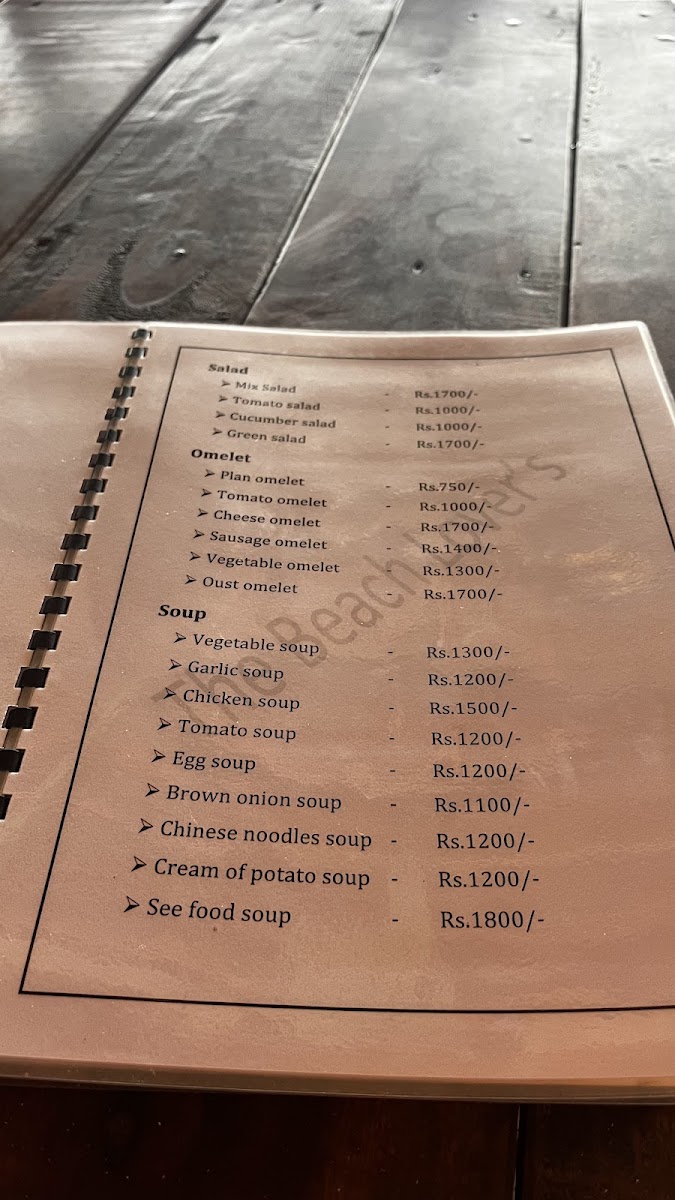 Salad
➢ Mix Salad - Rs.1700/-
➢ Tomato salad - Rs.1000/-
➢ Cucumber salad - Rs.1000/-
➢ Green salad - Rs.1700/-
Omelet
➢ Plan omelet - Rs.750/-
➢ Tomato omelet - Rs.1000/-
➢ Cheese omelet - Rs.1700/-
➢ Sausage omelet - Rs.1400/-
➢ Vegetable omelet Rs.1300/-
➢ Oust omelet - Rs.1700/-
Soup
➢ Vegetable soup - Rs.1300/-
➢ Garlic soup - Rs.1200/-
➢ Chicken soup - Rs.1500/-
➢ Tomato soup - Rs.1200/-
➢ Egg soup - Rs.1200/-
➢ Brown onion soup - Rs.1100/-
➢ Chinese noodles soup - Rs.1200/-
➢ Cream of potato soup - Rs.1200/-
➢ See food soup - Rs.1800/-
The Beach